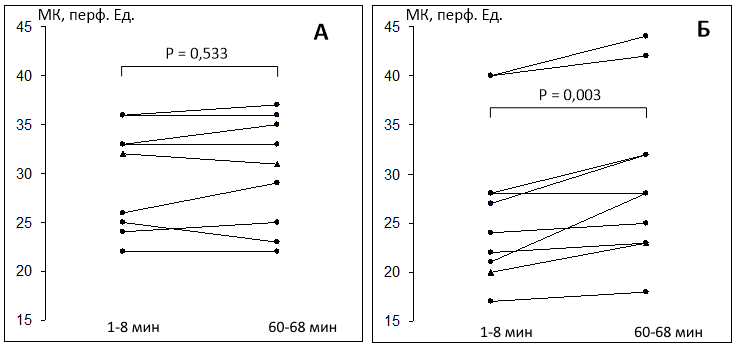 МК, перф. Ед.
А
P = 0,533
45
40
35
30
25
20
15
1-8 мин
60-68 мин
МК, перф. Ед.
Б
P = 0,003
45
40
35
30
25
20
15
1-8 мин
60-68 мин